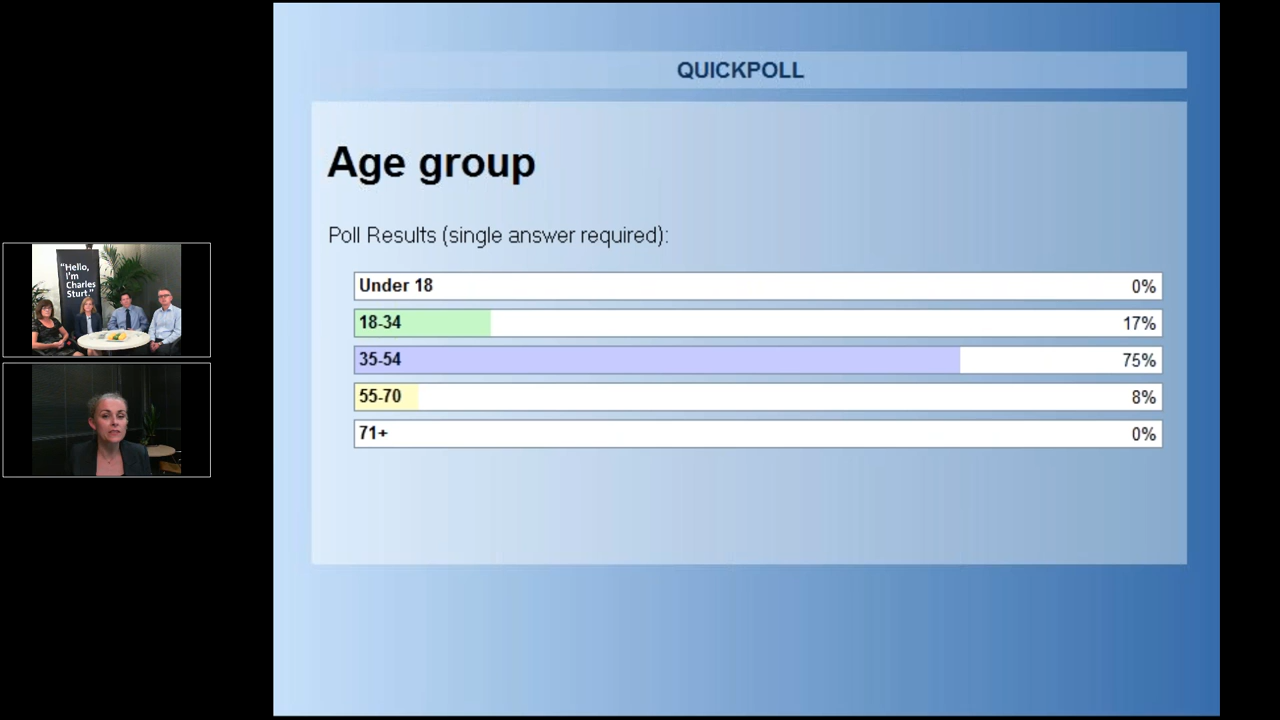 "Hello,
I'm
Charles
Sturt."
QUICKPOLL
Age group
Poll Results (single answer required):
Under 18 0%
18-34 17%
35-54 75%
55-70 8%
71+ 0%